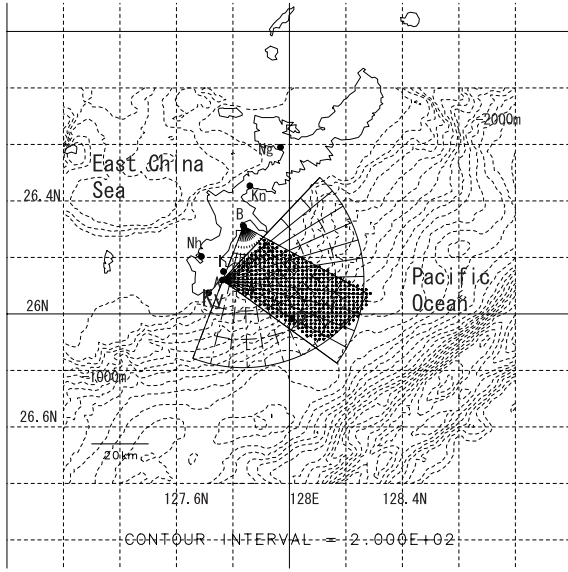 -2000m
Ng
East China
Sea
Kn
26.4N
B
Nh
K
Pacific
Ocean
Ky
26N
-1000m
26.6N
20km
127.6N
128E
128.4N
CONTOUR INTERVAL = 2.000E+02